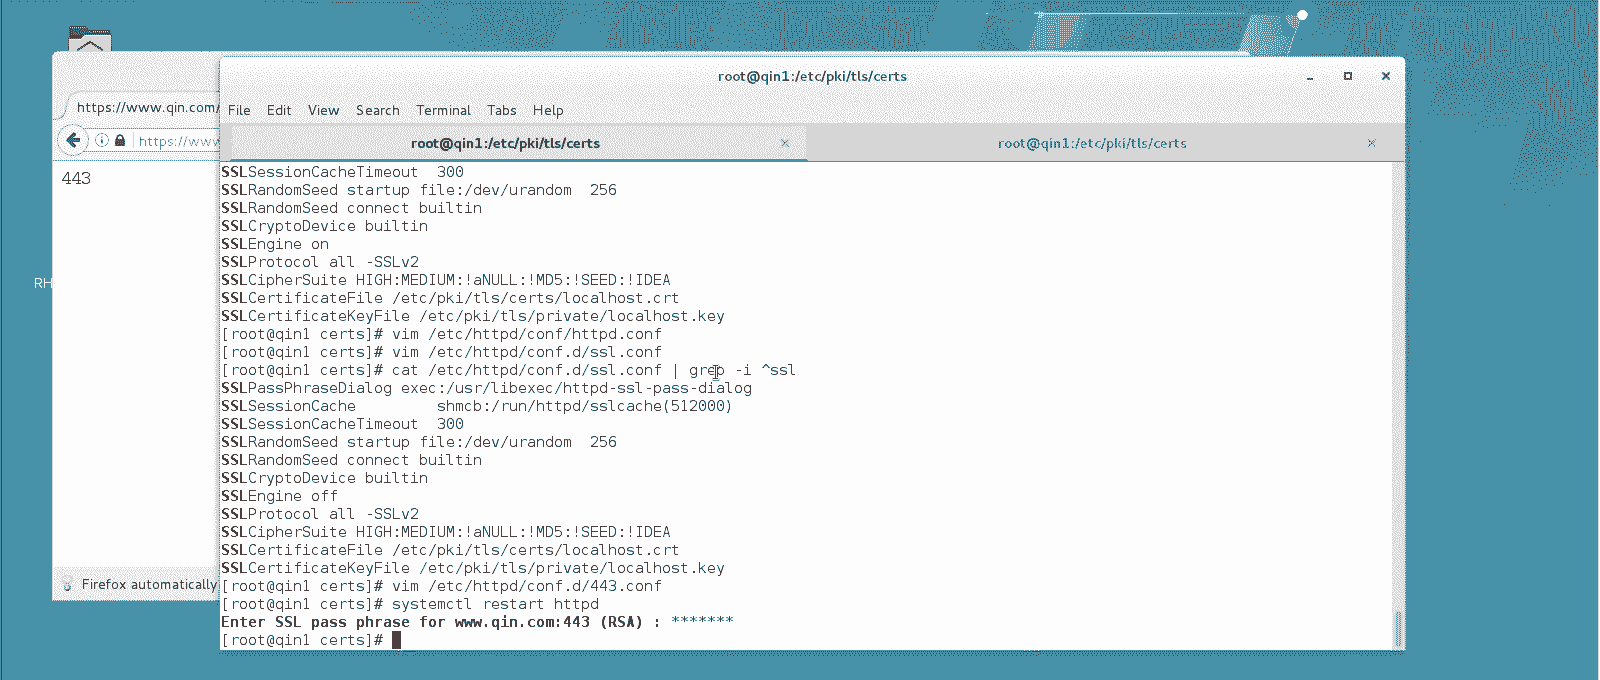 root@qin1:/etc/pki/tls/certs
https://www.qin.com/
File Edit View Search Terminal Tabs Help
https://www
root@qin1:/etc/pki/tls/certs
root@qin1:/etc/pki/tls/certs
443
RH
SSLSessionCacheTimeout  300
SSLRandomSeed startup file:/dev/urandom  256
SSLRandomSeed connect builtin
SSLCryptoDevice builtin
SSLEngine on
SSLProtocol all -SSLv2
SSLCipherSuite HIGH:MEDIUM:!aNULL:!MD5:!SEED:!IDEA
SSLCertificateFile /etc/pki/tls/certs/localhost.crt
SSLCertificateKeyFile /etc/pki/tls/private/localhost.key
[root@qin1 certs]# vim /etc/httpd/conf/httpd.conf
[root@qin1 certs]# vim /etc/httpd/conf.d/ssl.conf
[root@qin1 certs]# cat /etc/httpd/conf.d/ssl.conf | grep -i ^ssl
SSLPassPhraseDialog exec:/usr/libexec/httpd-ssl-pass-dialog
SSLSessionCache         shmcb:/run/httpd/sslcache(512000)
SSLSessionCacheTimeout  300
SSLRandomSeed startup file:/dev/urandom  256
SSLRandomSeed connect builtin
SSLCryptoDevice builtin
SSLEngine off
SSLProtocol all -SSLv2
SSLCipherSuite HIGH:MEDIUM:!aNULL:!MD5:!SEED:!IDEA
SSLCertificateFile /etc/pki/tls/certs/localhost.crt
SSLCertificateKeyFile /etc/pki/tls/private/localhost.key
[root@qin1 certs]# vim /etc/httpd/conf.d/443.conf
[root@qin1 certs]# systemctl restart httpd
Enter SSL pass phrase for www.qin.com:443 (RSA) : *******
[root@qin1 certs]#
Firefox automatically